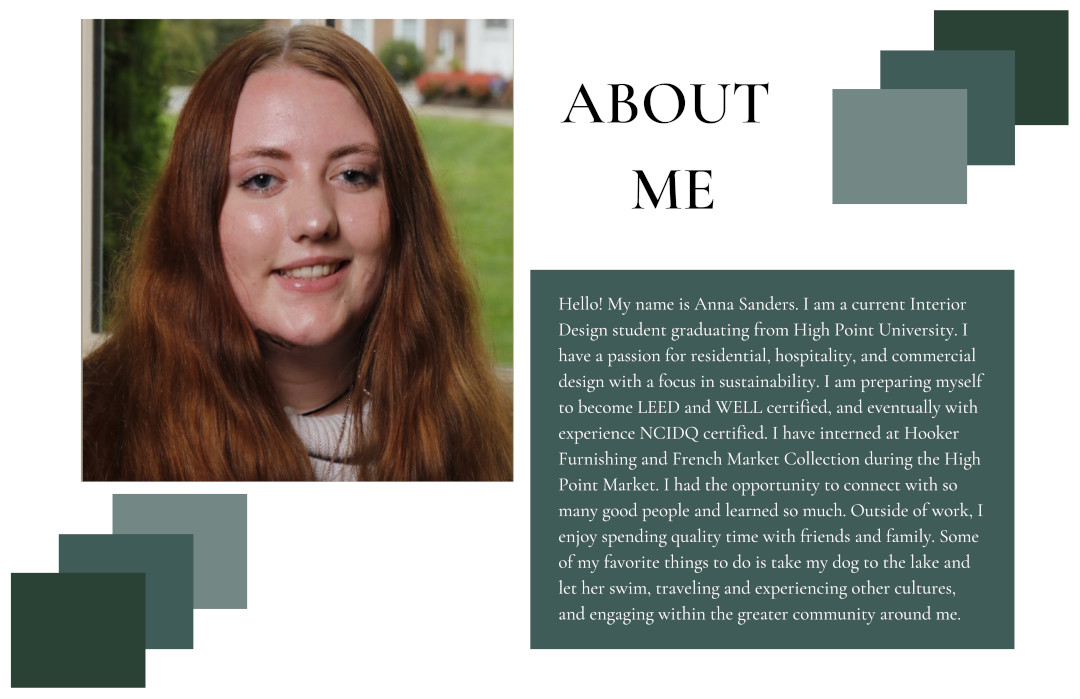 ABOUT
ME
Hello! My name is Anna Sanders. I am a current Interior
Design student graduating from High Point University. I
have a passion for residential, hospitality, and commercial
design with a focus in sustainability. I am preparing myself
to become LEED and WELL certified, and eventually with
experience NCIDQ certified. I have interned at Hooker
Furnishing and French Market Collection during the High
Point Market. I had the opportunity to connect with so
many good people and learned so much. Outside of work, I
enjoy spending quality time with friends and family. Some
of my favorite things to do is take my dog to the lake and
let her swim, traveling and experiencing other cultures,
and engaging within the greater community around me.